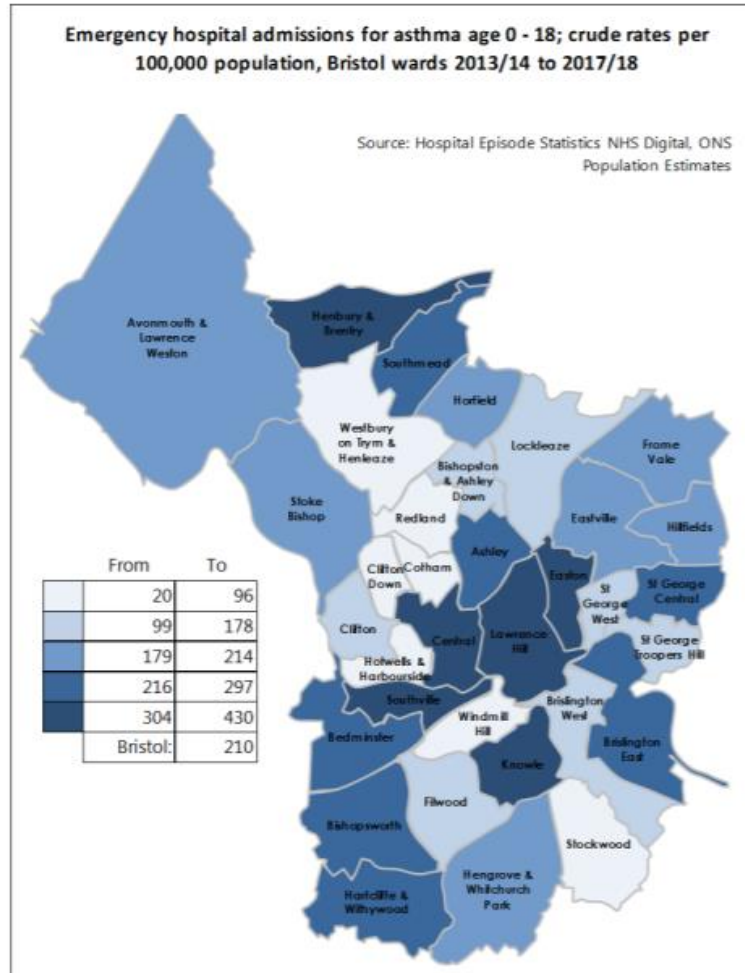 Emergency hospital admissions for asthma age 0 - 18; crude rates per
100,000 population, Bristol wards 2013/14 to 2017/18
Source: Hospital Episode Statistics NHS Digital, ONS
Population Estimates
Avonmouth &
Lawrence
Weston
Henbury &
Brentry
Southmead
Horfield
Westbury
on Trym &
Henleaze
Lockleaze
Frome
Vale
Bishopston
& Ashley
Down
Stoke
Bishop
Redland
Eastville
Hillfields
Ashley
Clifton
Down
Cotham
Easton
St
George
West
St George
Central
Clifton
Central
Lawrence
Hill
St George
Troopers Hill
Hotwells &
Harbourside
Southville
Windmill
Hill
Brislington
West
Bedminster
Knowle
Brislington
East
Filwood
Bishopsworth
Stockwood
Hengrove &
Whitchurch
Park
Hartcliffe &
Withywood
From To
20 96
99 178
179 214
216 297
304 430
Bristol: 210